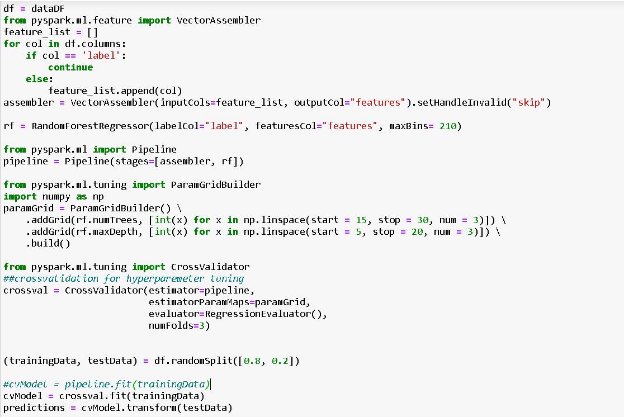 df = dataDF
from pyspark.ml.feature import VectorAssembler
feature_list = []
for col in df.columns:
    if col == 'label':
        continue
    else:
        feature_list.append(col)
assembler = VectorAssembler(inputCols=feature_list, outputCol="features").setHandleInvalid("skip")

rf = RandomForestRegressor(labelCol="label", featuresCol="features", maxBins= 210)

from pyspark.ml import Pipeline
pipeline = Pipeline(stages=[assembler, rf])

from pyspark.ml.tuning import ParamGridBuilder
import numpy as np
paramGrid = ParamGridBuilder() \
    .addGrid(rf.numTrees, [int(x) for x in np.linspace(start = 15, stop = 30, num = 3)]) \
    .addGrid(rf.maxDepth, [int(x) for x in np.linspace(start = 5, stop = 20, num = 3)]) \
    .build()

from pyspark.ml.tuning import CrossValidator
##crossvalidation for hyperparemeter tuning
crossval = CrossValidator(estimator=pipeline,
                          estimatorParamMaps=paramGrid,
                          evaluator=RegressionEvaluator(),
                          numFolds=3)

(trainingData, testData) = df.randomSplit([0.8, 0.2])

#cvModel = pipeline.fit(trainingData)
cvModel = crossval.fit(trainingData)
predictions = cvModel.transform(testData)